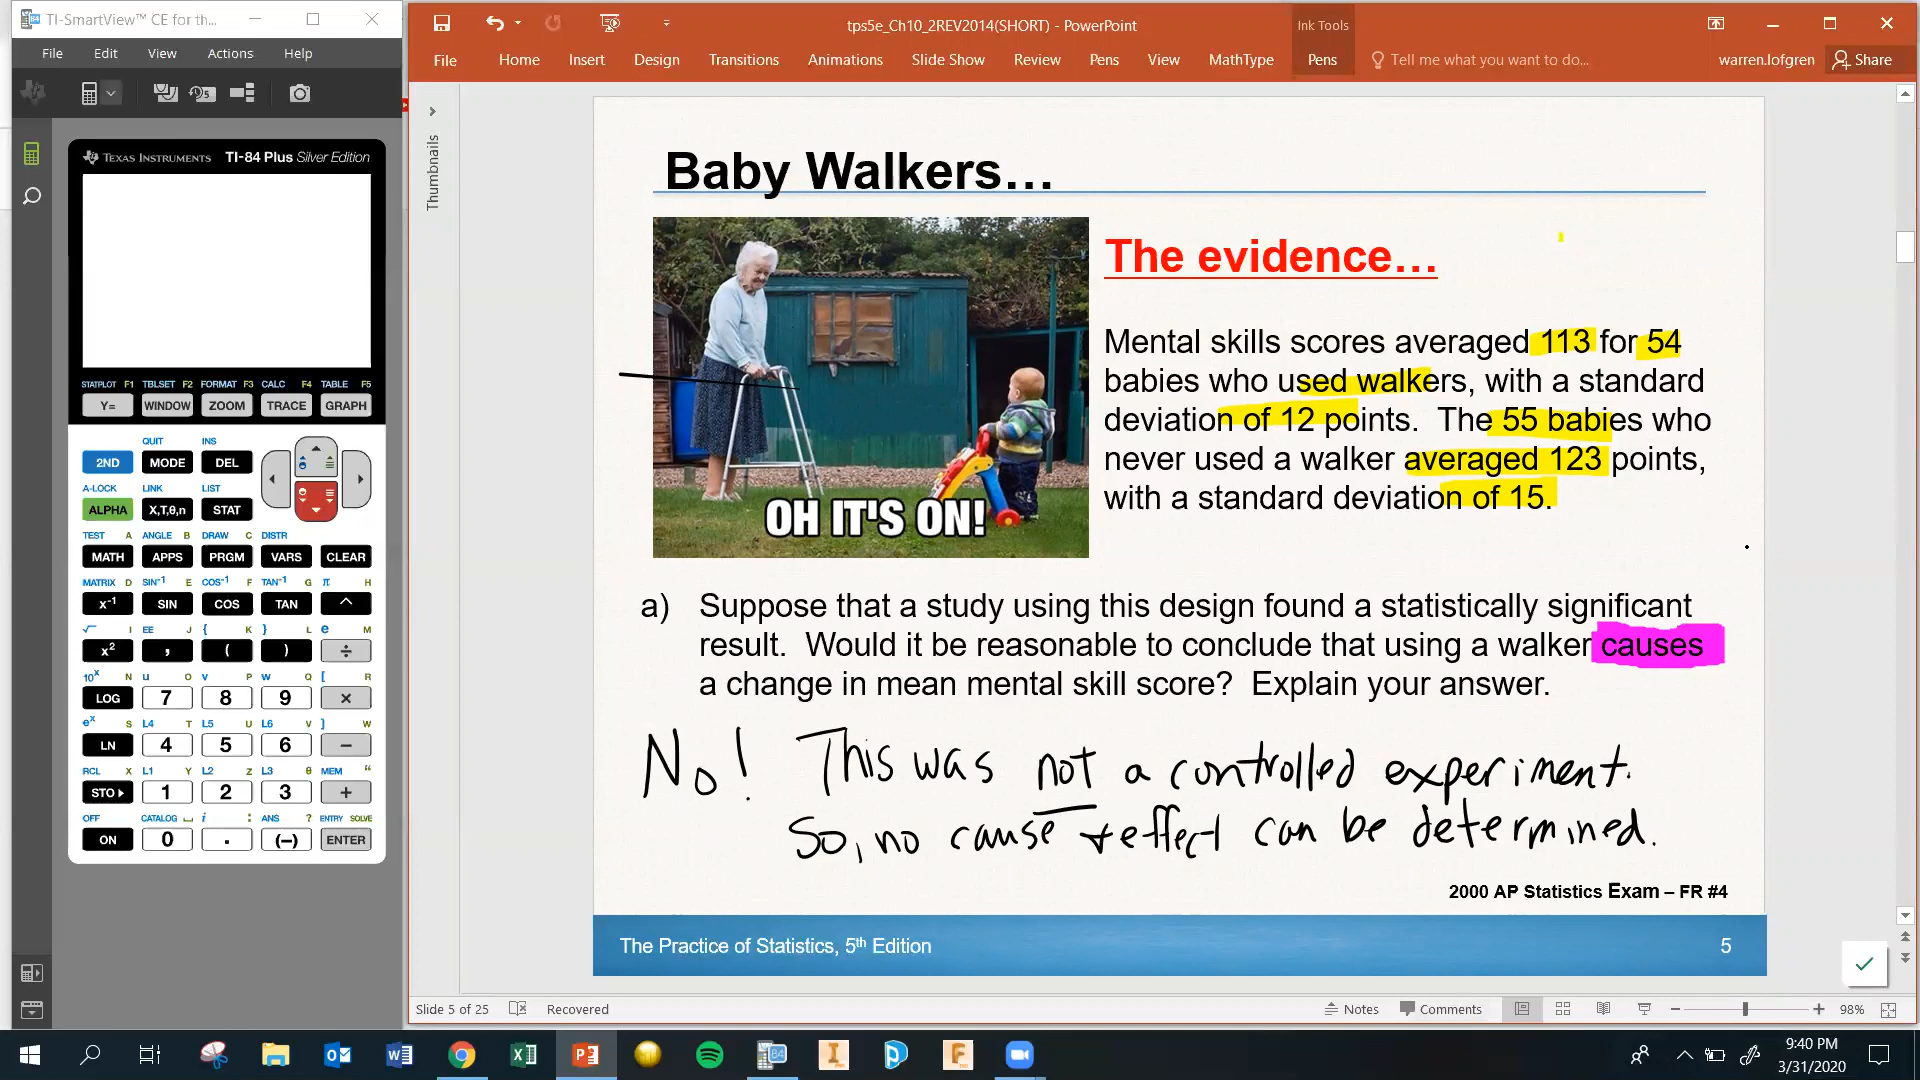 TI-SmartView™ CE for th...
File Edit View Actions Help
TEXAS INSTRUMENTS TI-84 Plus Silver Edition
STATPLOT F1 TBLSET F2 FORMAT F3 CALC F4 TABLE F5
Y= WINDOW ZOOM TRACE GRAPH
QUIT INS
2ND MODE DEL
A-LOCK LINK LIST
ALPHA X,T,θ,n STAT
TEST A ANGLE B DRAW C DISTR
MATH APPS PRGM VARS CLEAR
MATRIX D SIN⁻¹ E COS⁻¹ F TAN⁻¹ G π H
x⁻¹ SIN COS TAN ^
√ I EE J { K } L e M
x² , ( ) ÷
10ˣ N u O v P w Q [ R
LOG 7 8 9 ×
eˣ S L4 T L5 U L6 V ] W
LN 4 5 6 −
RCL X L1 Y L2 Z L3 θ MEM "
STO▸ 1 2 3 +
OFF CATALOG i : ANS ? ENTRY SOLVE
ON 0 . (−) ENTER
tps5e_Ch10_2REV2014(SHORT) - PowerPoint
Ink Tools
File Home Insert Design Transitions Animations Slide Show Review Pens View MathType Pens Tell me what you want to do... warren.lofgren Share
Thumbnails
Baby Walkers...
OH IT'S ON!
The evidence...
Mental skills scores averaged 113 for 54
babies who used walkers, with a standard
deviation of 12 points. The 55 babies who
never used a walker averaged 123 points,
with a standard deviation of 15.
a) Suppose that a study using this design found a statistically significant
result. Would it be reasonable to conclude that using a walker causes
a change in mean mental skill score? Explain your answer.
No! This was not a controlled experiment.
So, no cause + effect can be determined.
2000 AP Statistics Exam – FR #4
The Practice of Statistics, 5th Edition 5
Slide 5 of 25 Recovered Notes Comments 98%
9:40 PM
3/31/2020